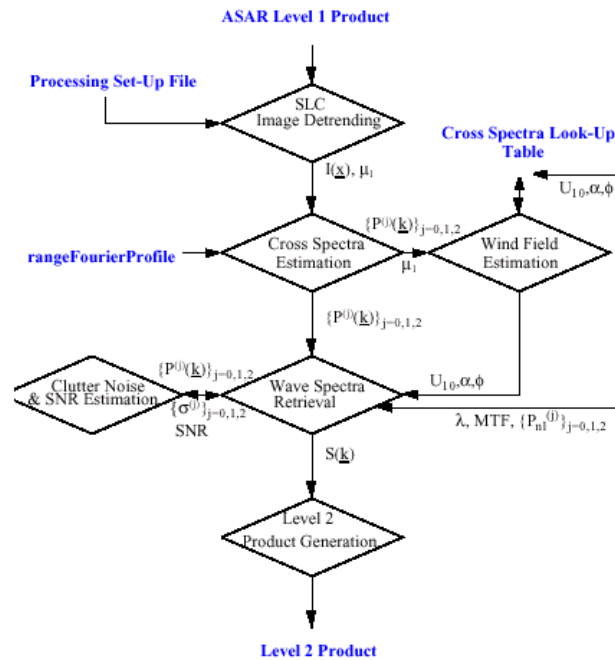 ASAR Level 1 Product
Processing Set-Up File
SLC
Image Detrending
Cross Spectra Look-Up
Table
I(x), μ₁
U₁₀,α,ϕ
{P⁽ʲ⁾(k)}ⱼ₌₀,₁,₂
Cross Spectra
Estimation
Wind Field
Estimation
μ₁
rangeFourierProfile
{P⁽ʲ⁾(k)}ⱼ₌₀,₁,₂
{P⁽ʲ⁾(k)}ⱼ₌₀,₁,₂
Clutter Noise
& SNR Estimation
{σ⁽ʲ⁾}ⱼ₌₀,₁,₂
SNR
Wave Spectra
Retrieval
U₁₀,α,ϕ
λ, MTF, {Pₙₗ⁽ʲ⁾}ⱼ₌₀,₁,₂
S(k)
Level 2
Product Generation
Level 2 Product